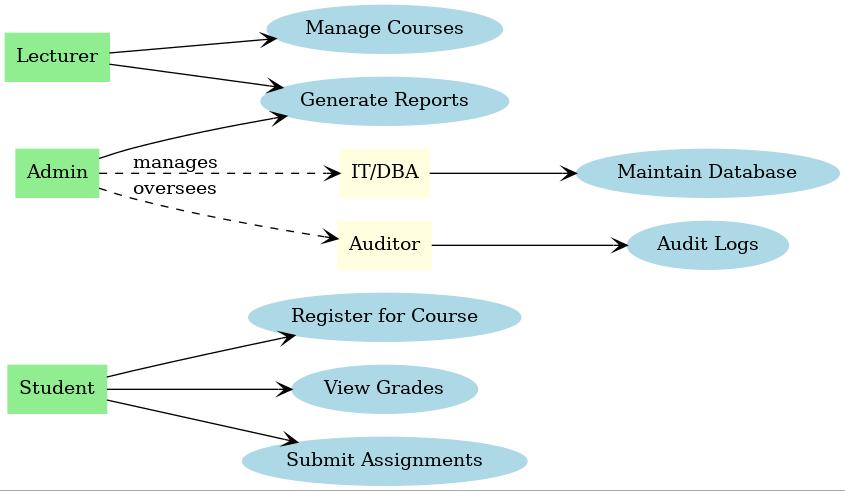 Manage Courses
Lecturer
Generate Reports
manages
Admin
IT/DBA
Maintain Database
oversees
Auditor
Audit Logs
Register for Course
Student
View Grades
Submit Assignments